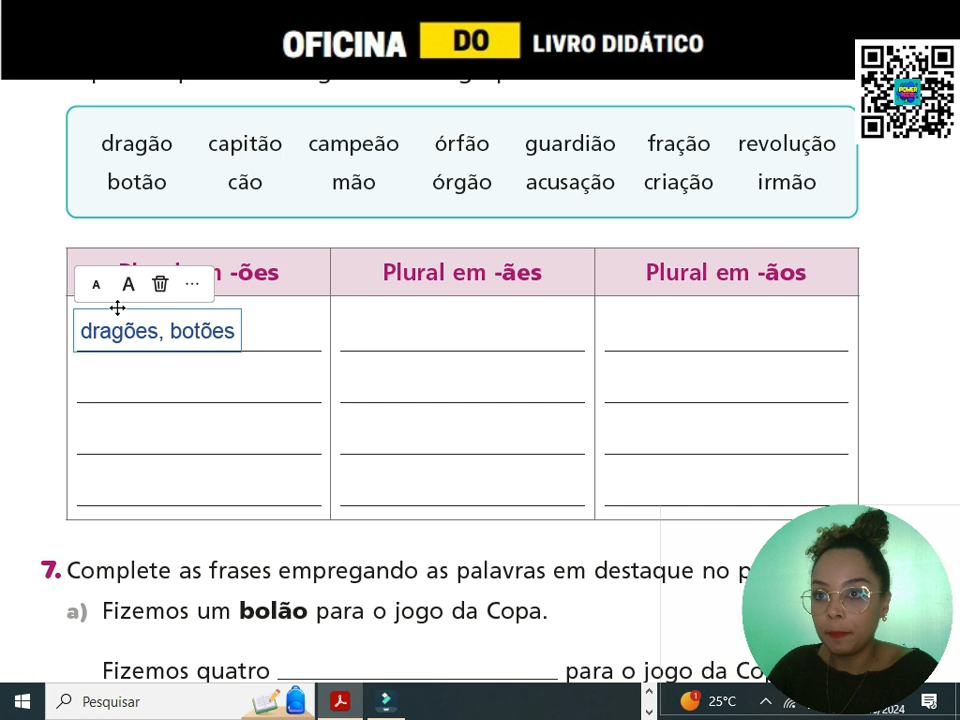 OFICINA DO LIVRO DIDÁTICO
dragão capitão campeão órfão guardião fração revolução
botão cão mão órgão acusação criação irmão
-ões Plural em -ães Plural em -ãos
A A ...
dragões, botões
7. Complete as frases empregando as palavras em destaque no
a) Fizemos um bolão para o jogo da Copa.
Fizemos quatro para o jogo da
Pesquisar 25°C